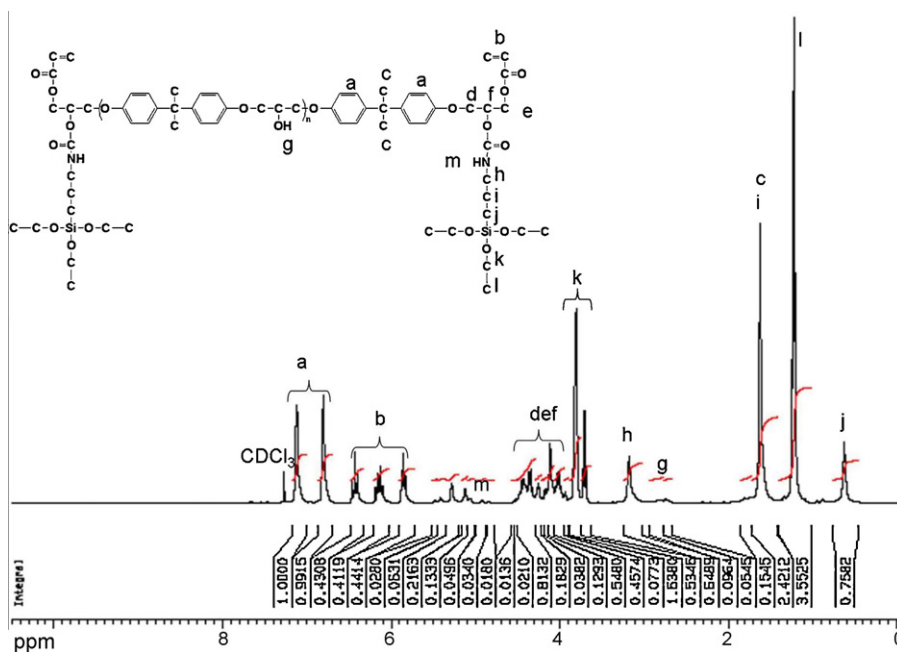 b l
C=C C=C
O=C C=O
O a c a d f O e
O O C C O O O O
( )n
OH
g c
O=C C=O
NH m HN h
C C i
C C
C C j
C-C-O-Si-O-C-C C-C-O-Si-O-C-C
O O k
C C
C C l
c
i
k
a
b def
CDCl3 m h g j
Integral
1.0000 0.9915 0.4308 0.4119 0.4414 0.0280 0.0631 0.2163 0.1333 0.0496 0.0340 0.0180 0.0136 0.0210 0.8132 0.1829 0.0382 0.1293 0.5480 0.4574 0.0773 1.5380 0.5345 0.5489 0.0964 0.0545 0.1545 2.4212 3.5525 0.7582
ppm 8 6 4 2 0